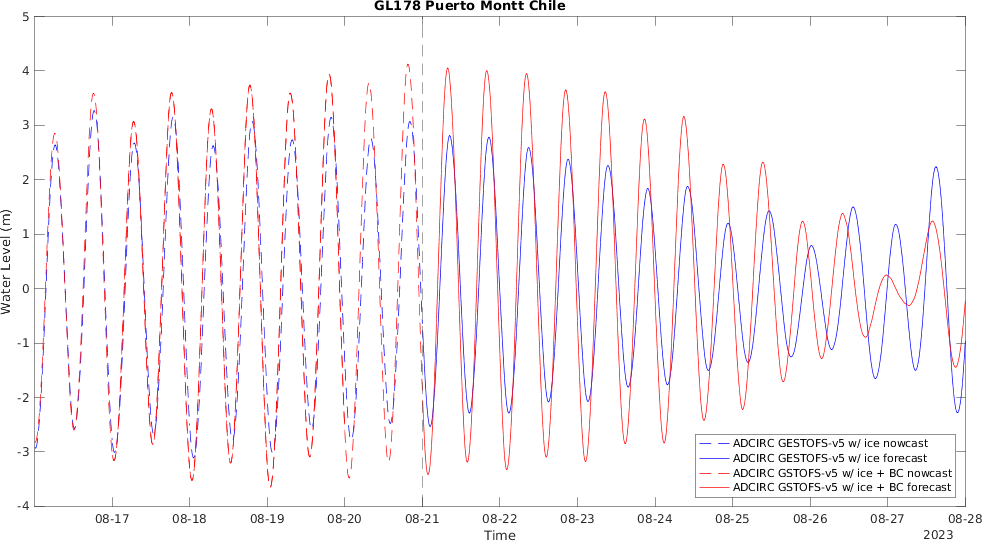 GL178 Puerto Montt Chile
5
4
3
2
1
0
-1
-2
-3
-4
Water Level (m)
ADCIRC GESTOFS-v5 w/ ice nowcast
ADCIRC GESTOFS-v5 w/ ice forecast
ADCIRC GSTOFS-v5 w/ ice + BC nowcast
ADCIRC GSTOFS-v5 w/ ice + BC forecast
08-17 08-18 08-19 08-20 08-21 08-22 08-23 08-24 08-25 08-26 08-27 08-28
Time
2023